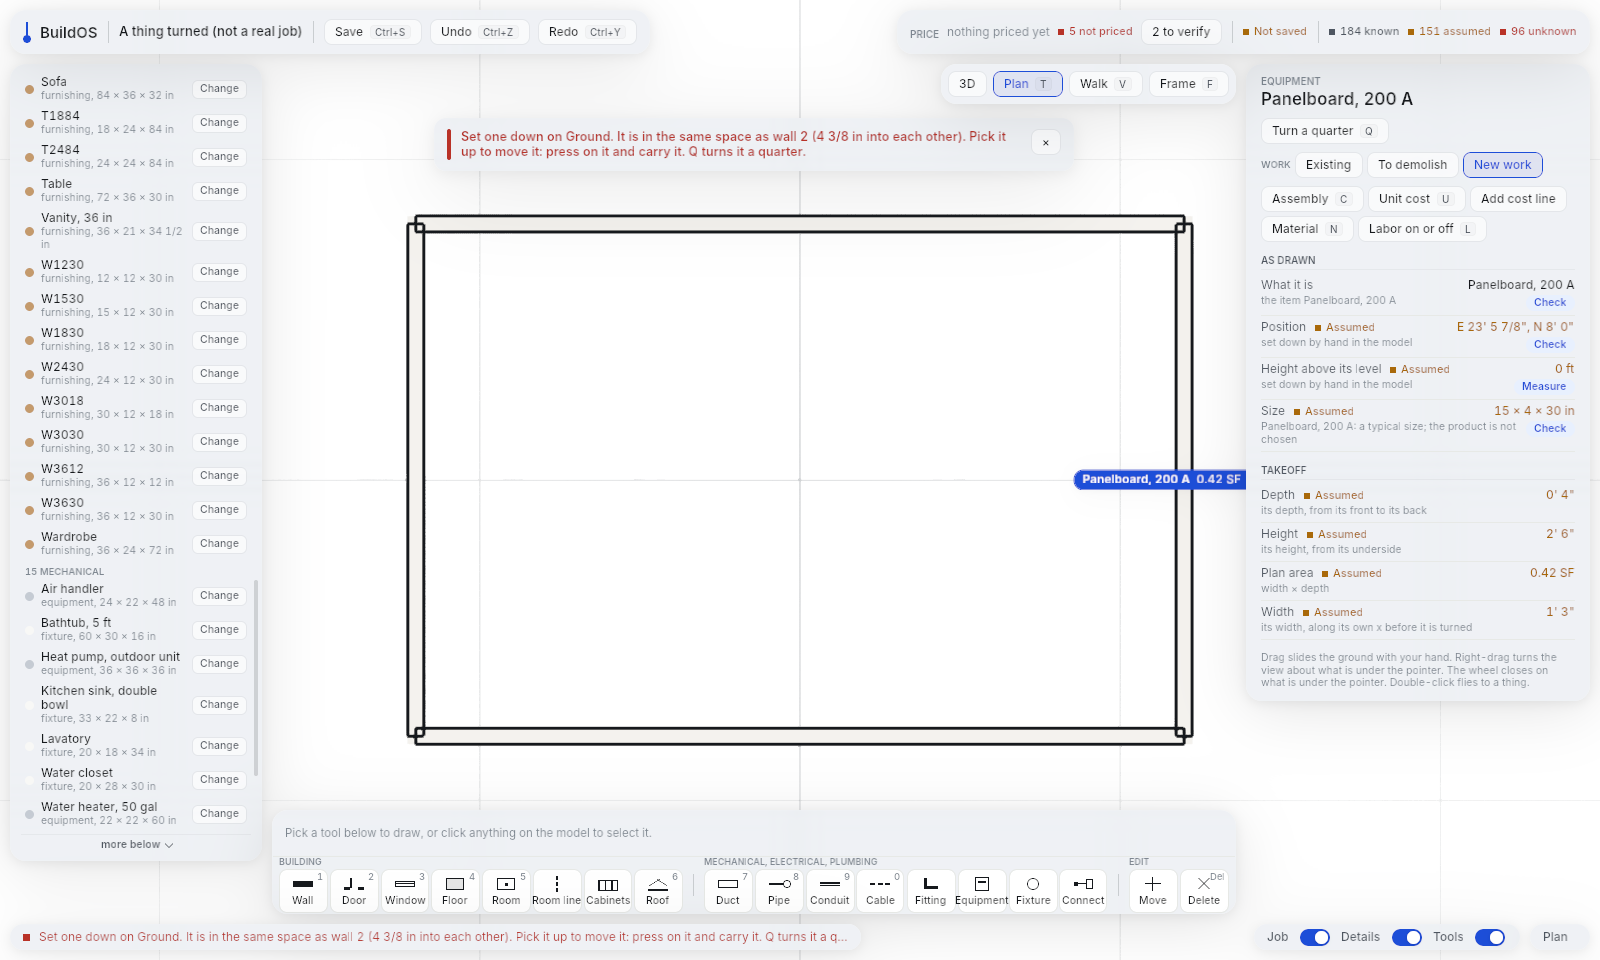 BuildOS
A thing turned (not a real job)
Save Ctrl+S
Undo Ctrl+Z
Redo Ctrl+Y
PRICE nothing priced yet
5 not priced
2 to verify
Not saved
184 known
151 assumed
96 unknown
3D
Plan T
Walk V
Frame F
Set one down on Ground. It is in the same space as wall 2 (4 3/8 in into each other). Pick it
up to move it: press on it and carry it. Q turns it a quarter.
×
Sofa
furnishing, 84 × 36 × 32 in
Change
T1884
furnishing, 18 × 24 × 84 in
Change
T2484
furnishing, 24 × 24 × 84 in
Change
Table
furnishing, 72 × 36 × 30 in
Change
Vanity, 36 in
furnishing, 36 × 21 × 34 1/2
in
Change
W1230
furnishing, 12 × 12 × 30 in
Change
W1530
furnishing, 15 × 12 × 30 in
Change
W1830
furnishing, 18 × 12 × 30 in
Change
W2430
furnishing, 24 × 12 × 30 in
Change
W3018
furnishing, 30 × 12 × 18 in
Change
W3030
furnishing, 30 × 12 × 30 in
Change
W3612
furnishing, 36 × 12 × 12 in
Change
W3630
furnishing, 36 × 12 × 30 in
Change
Wardrobe
furnishing, 36 × 24 × 72 in
Change
15 MECHANICAL
Air handler
equipment, 24 × 22 × 48 in
Change
Bathtub, 5 ft
fixture, 60 × 30 × 16 in
Change
Heat pump, outdoor unit
equipment, 36 × 36 × 36 in
Change
Kitchen sink, double
bowl
fixture, 33 × 22 × 8 in
Change
Lavatory
fixture, 20 × 18 × 34 in
Change
Water closet
fixture, 20 × 28 × 30 in
Change
Water heater, 50 gal
equipment, 22 × 22 × 60 in
Change
more below
Panelboard, 200 A 0.42 SF
EQUIPMENT
Panelboard, 200 A
Turn a quarter Q
WORK Existing To demolish New work
Assembly C Unit cost U Add cost line
Material N Labor on or off L
AS DRAWN
What it is Panelboard, 200 A
the item Panelboard, 200 A Check
Position Assumed E 23' 5 7/8", N 8' 0"
set down by hand in the model Check
Height above its level Assumed 0 ft
set down by hand in the model Measure
Size Assumed 15 × 4 × 30 in
Panelboard, 200 A: a typical size; the product is not Check
chosen
TAKEOFF
Depth Assumed 0' 4"
its depth, from its front to its back
Height Assumed 2' 6"
its height, from its underside
Plan area Assumed 0.42 SF
width × depth
Width Assumed 1' 3"
its width, along its own x before it is turned
Drag slides the ground with your hand. Right-drag turns the
view about what is under the pointer. The wheel closes on
what is under the pointer. Double-click flies to a thing.
Pick a tool below to draw, or click anything on the model to select it.
BUILDING
1 Wall
2 Door
3 Window
4 Floor
5 Room
Room line
Cabinets
6 Roof
MECHANICAL, ELECTRICAL, PLUMBING
7 Duct
8 Pipe
9 Conduit
0 Cable
Fitting
Equipment
Fixture
Connect
EDIT
Move
Del Delete
Set one down on Ground. It is in the same space as wall 2 (4 3/8 in into each other). Pick it up to move it: press on it and carry it. Q turns it a q...
Job Details Tools Plan